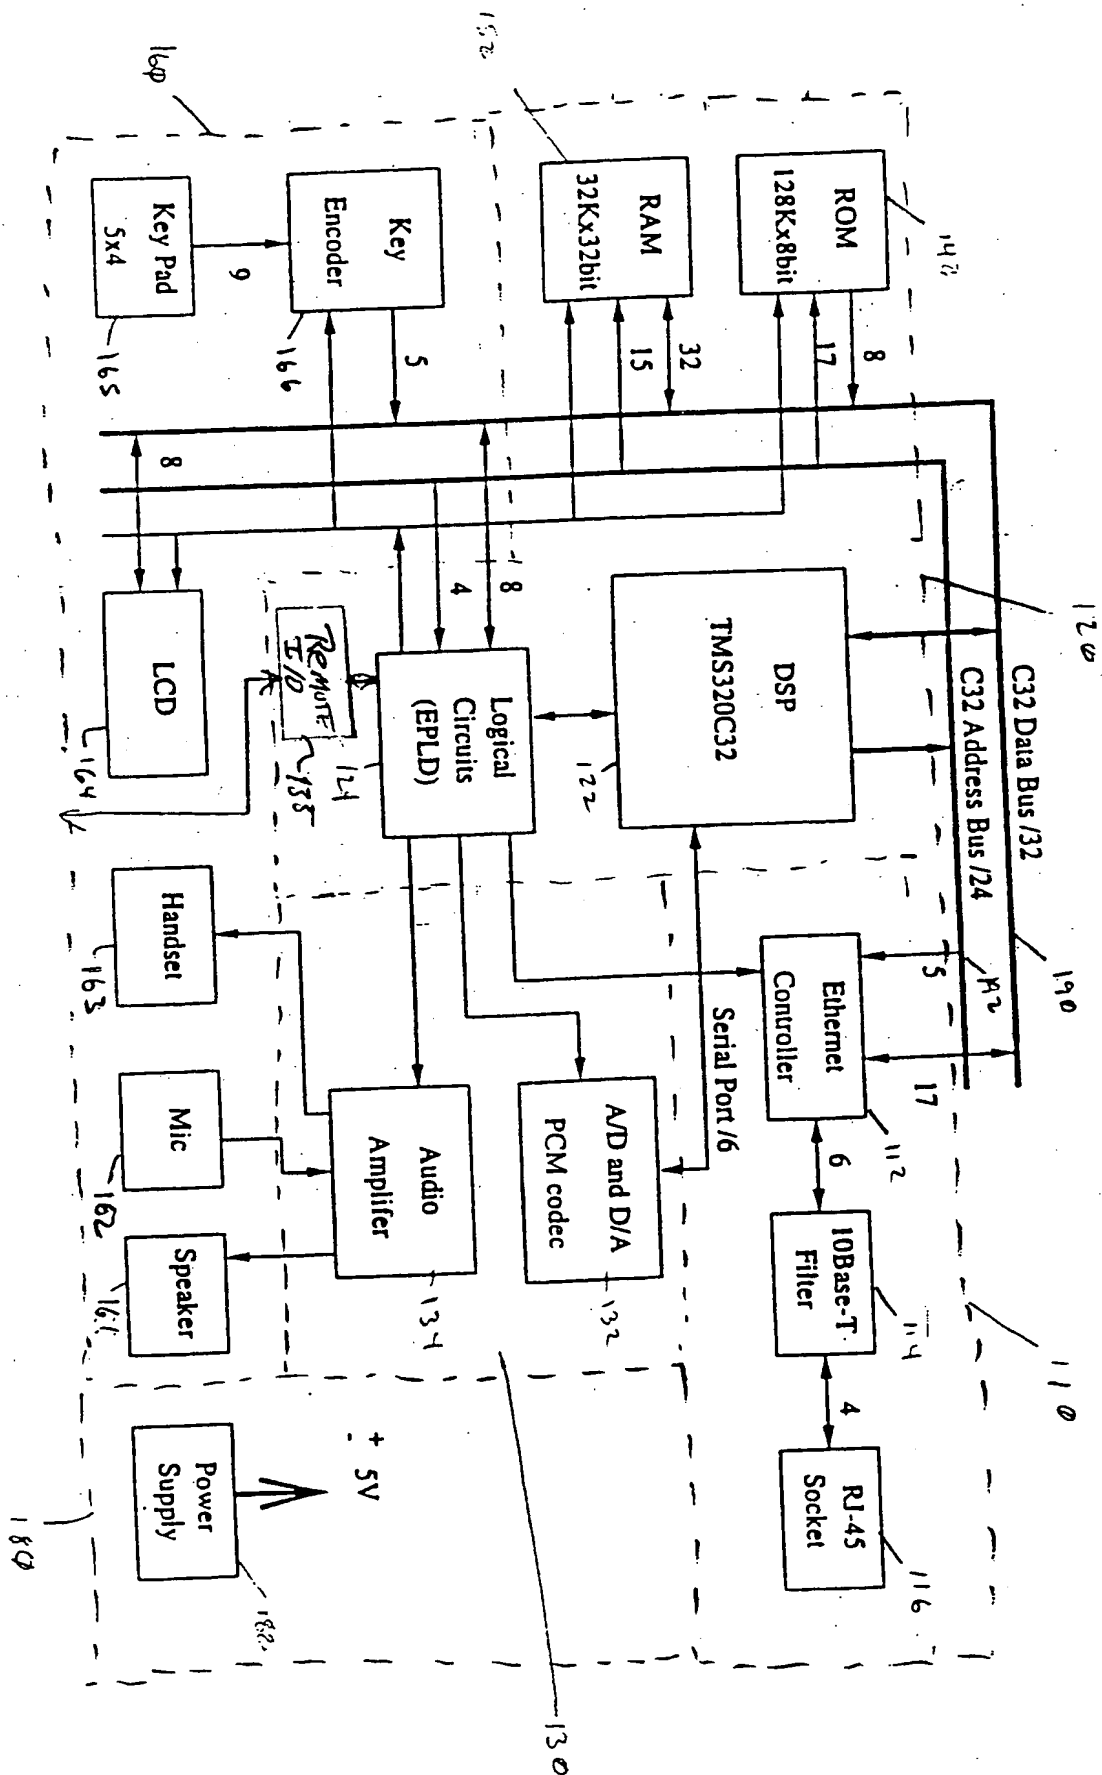 C32 Data Bus /32
C32 Address Bus /24
190
192
110
120
ROM
128Kx8bit
8
17
RAM
32Kx32bit
32
15
DSP
TMS320C32
122
Ethernet
Controller
112
5
17
6
10Base-T
Filter
114
4
RJ-45
Socket
116
Serial Port /6
Key
Encoder
166
5
9
Key Pad
5x4
165
160
8
4
Logical
Circuits
(EPLD)
124
REMOTE
I/O
A/D and D/A
PCM codec
132
Audio
Amplifer
134
130
8
LCD
164
Handset
163
Mic
162
Speaker
161
+
- 5V
Power
Supply
182
180